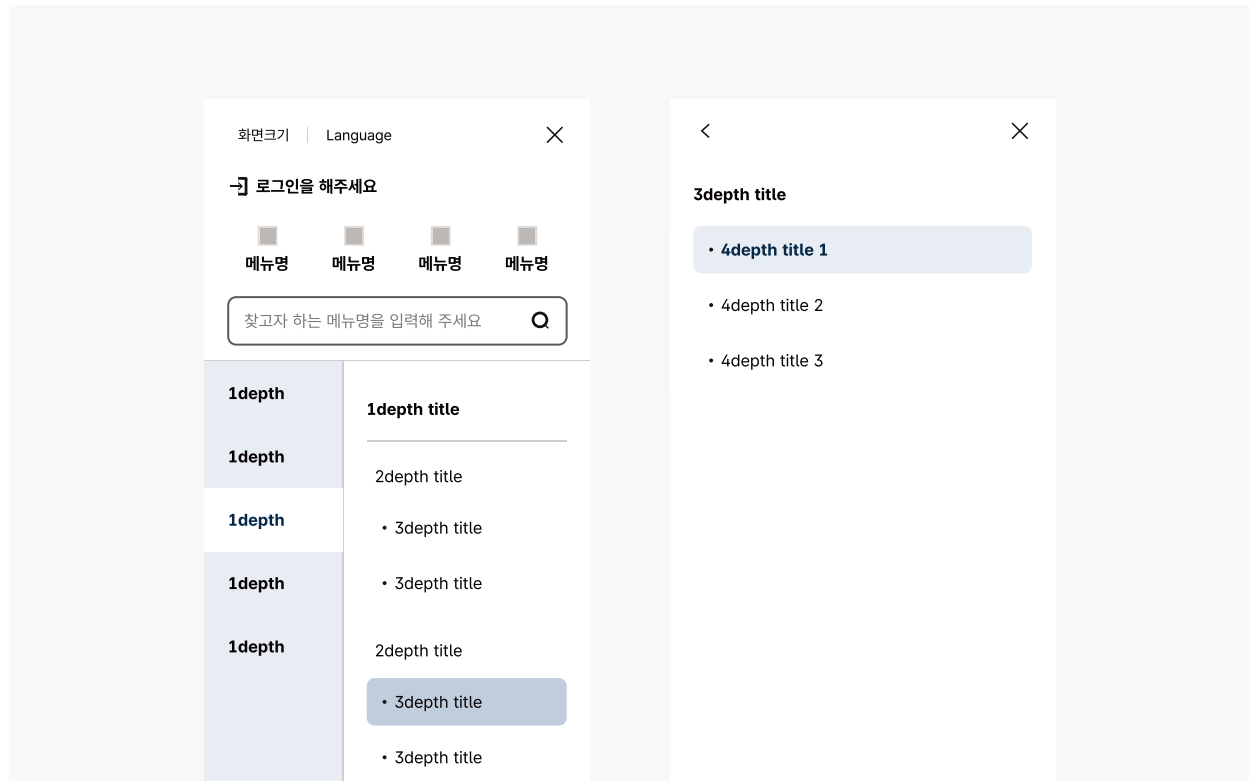 화면크기 Language
로그인을 해주세요
메뉴명 메뉴명 메뉴명 메뉴명
찾고자 하는 메뉴명을 입력해 주세요
1depth
1depth
1depth
1depth
1depth
1depth title
2depth title
• 3depth title
• 3depth title
2depth title
• 3depth title
• 3depth title
3depth title
• 4depth title 1
• 4depth title 2
• 4depth title 3